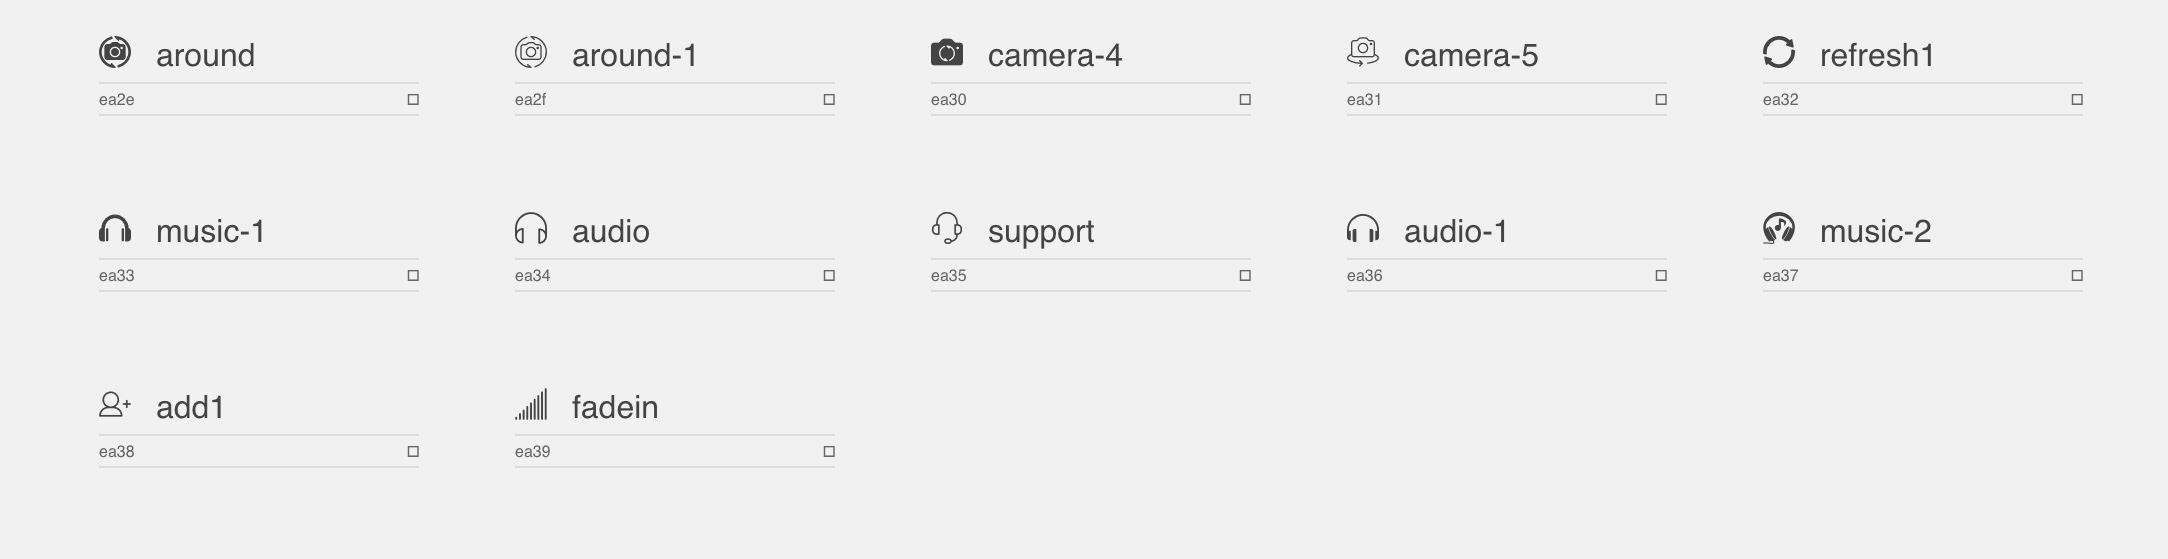 around
around-1
camera-4
camera-5
refresh1
ea2e
ea2f
ea30
ea31
ea32
music-1
audio
support
audio-1
music-2
ea33
ea34
ea35
ea36
ea37
add1
fadein
ea38
ea39